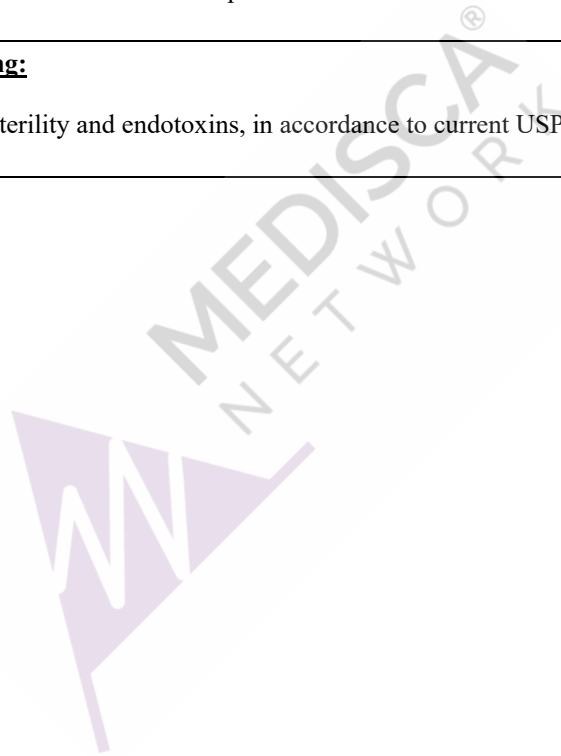 ng:
terility and endotoxins, in accordance to current USP
MEDISCA®
NETWORK